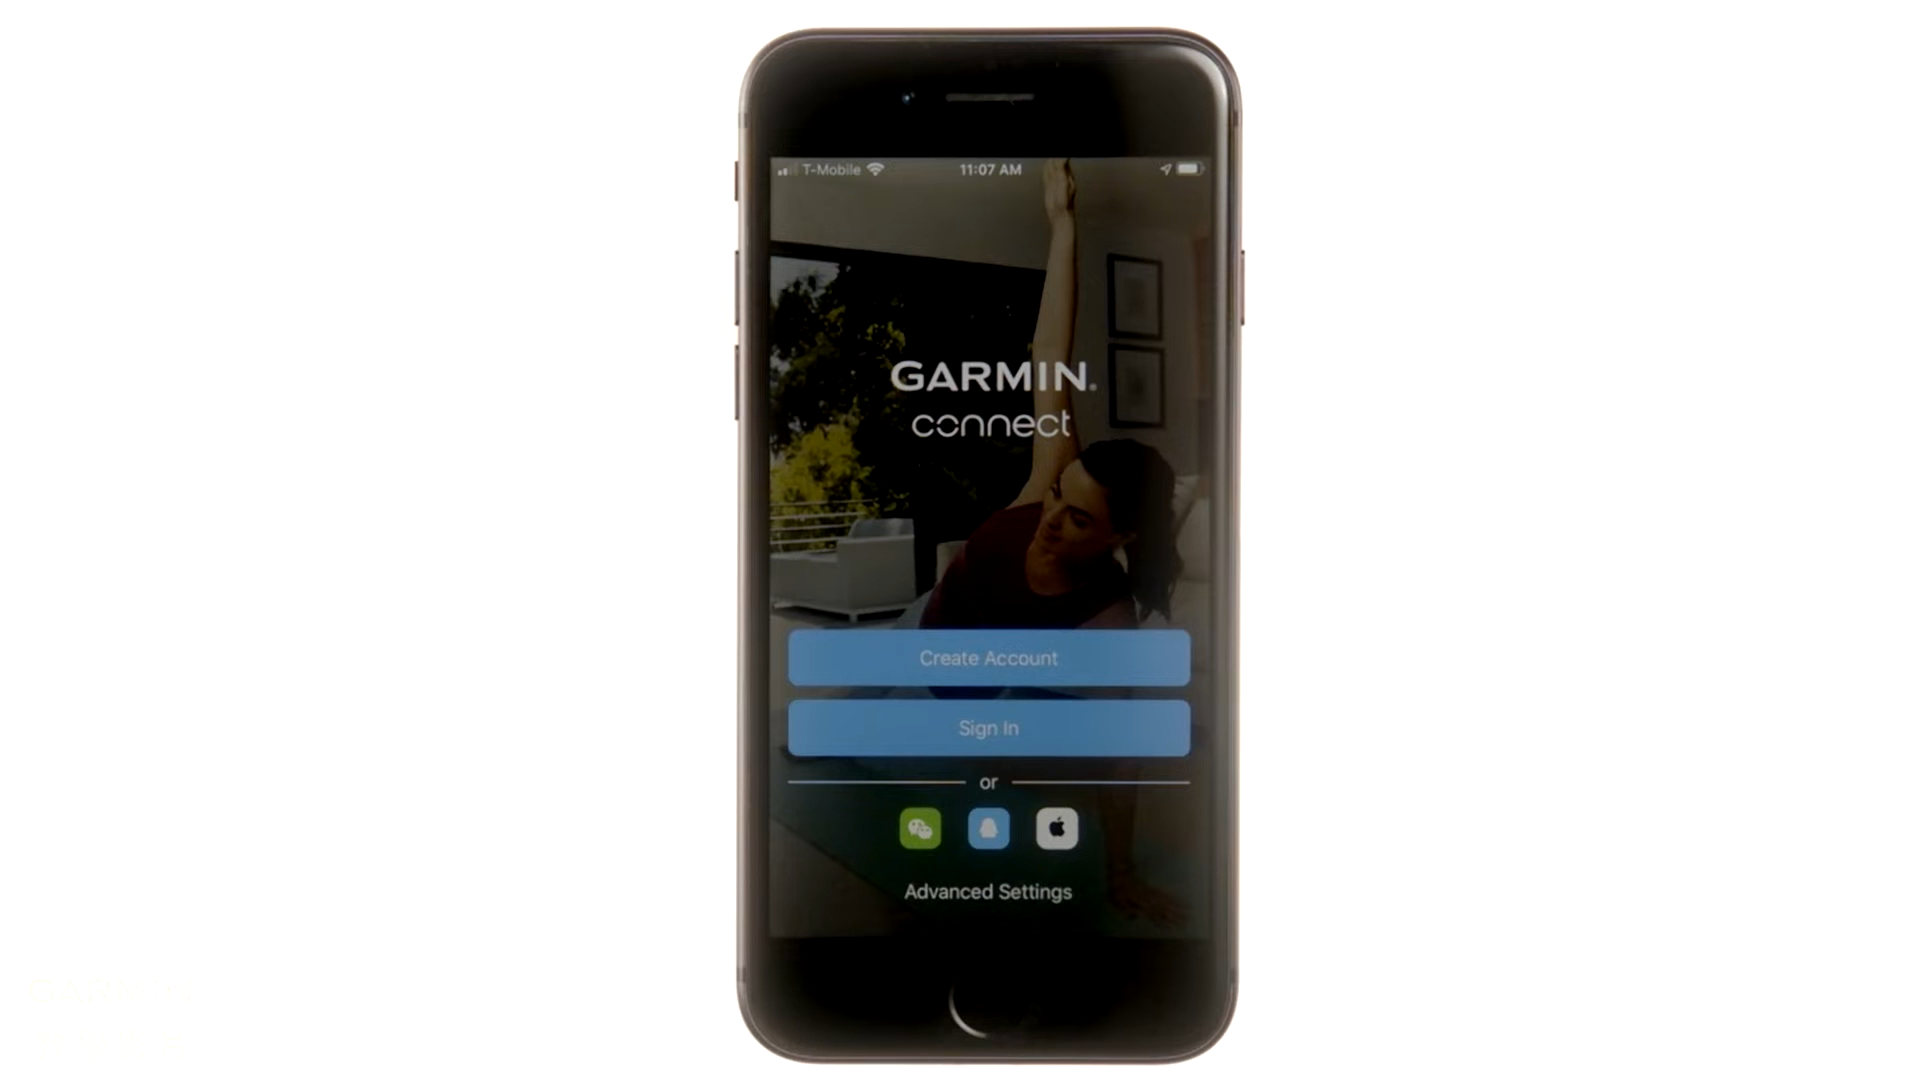 T-Mobile 11:07 AM
GARMIN.
connect
Create Account
Sign In
or
Advanced Settings